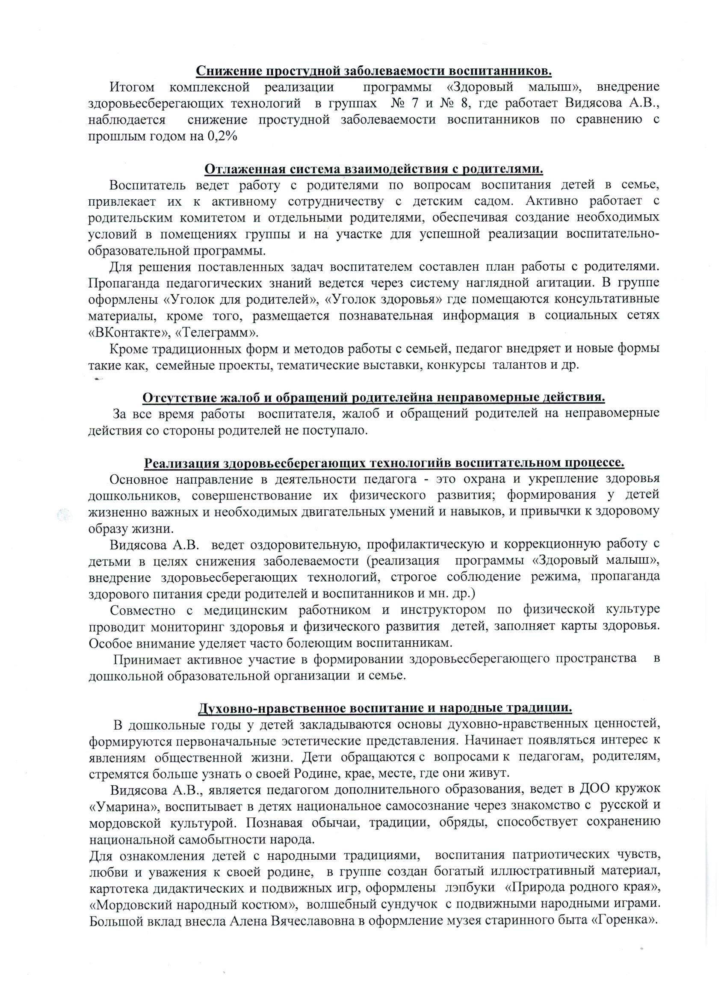 Снижение простудной заболеваемости воспитанников.
Итогом комплексной реализации программы «Здоровый малыш», внедрение
здоровьесберегающих технологий в группах № 7 и № 8, где работает Видясова А.В.,
наблюдается снижение простудной заболеваемости воспитанников по сравнению с
прошлым годом на 0,2%
Отлаженная система взаимодействия с родителями.
Воспитатель ведет работу с родителями по вопросам воспитания детей в семье,
привлекает их к активному сотрудничеству с детским садом. Активно работает с
родительским комитетом и отдельными родителями, обеспечивая создание необходимых
условий в помещениях группы и на участке для успешной реализации воспитательно-
образовательной программы.
Для решения поставленных задач воспитателем составлен план работы с родителями.
Пропаганда педагогических знаний ведется через систему наглядной агитации. В группе
оформлены «Уголок для родителей», «Уголок здоровья» где помещаются консультативные
материалы, кроме того, размещается познавательная информация в социальных сетях
«ВКонтакте», «Телеграмм».
Кроме традиционных форм и методов работы с семьей, педагог внедряет и новые формы
такие как, семейные проекты, тематические выставки, конкурсы талантов и др.
Отсутствие жалоб и обращений родителейна неправомерные действия.
За все время работы воспитателя, жалоб и обращений родителей на неправомерные
действия со стороны родителей не поступало.
Реализация здоровьесберегающих технологийв воспитательном процессе.
Основное направление в деятельности педагога - это охрана и укрепление здоровья
дошкольников, совершенствование их физического развития; формирования у детей
жизненно важных и необходимых двигательных умений и навыков, и привычки к здоровому
образу жизни.
Видясова А.В. ведет оздоровительную, профилактическую и коррекционную работу с
детьми в целях снижения заболеваемости (реализация программы «Здоровый малыш»,
внедрение здоровьесберегающих технологий, строгое соблюдение режима, пропаганда
здорового питания среди родителей и воспитанников и мн. др.)
Совместно с медицинским работником и инструктором по физической культуре
проводит мониторинг здоровья и физического развития детей, заполняет карты здоровья.
Особое внимание уделяет часто болеющим воспитанникам.
Принимает активное участие в формировании здоровьесберегающего пространства в
дошкольной образовательной организации и семье.
Духовно-нравственное воспитание и народные традиции.
В дошкольные годы у детей закладываются основы духовно-нравственных ценностей,
формируются первоначальные эстетические представления. Начинает появляться интерес к
явлениям общественной жизни. Дети обращаются с вопросами к педагогам, родителям,
стремятся больше узнать о своей Родине, крае, месте, где они живут.
Видясова А.В., является педагогом дополнительного образования, ведет в ДОО кружок
«Умарина», воспитывает в детях национальное самосознание через знакомство с русской и
мордовской культурой. Познавая обычаи, традиции, обряды, способствует сохранению
национальной самобытности народа.
Для ознакомления детей с народными традициями, воспитания патриотических чувств,
любви и уважения к своей родине, в группе создан богатый иллюстративный материал,
картотека дидактических и подвижных игр, оформлены лэпбуки «Природа родного края»,
«Мордовский народный костюм», волшебный сундучок с подвижными народными играми.
Большой вклад внесла Алена Вячеславовна в оформление музея старинного быта «Горенка».